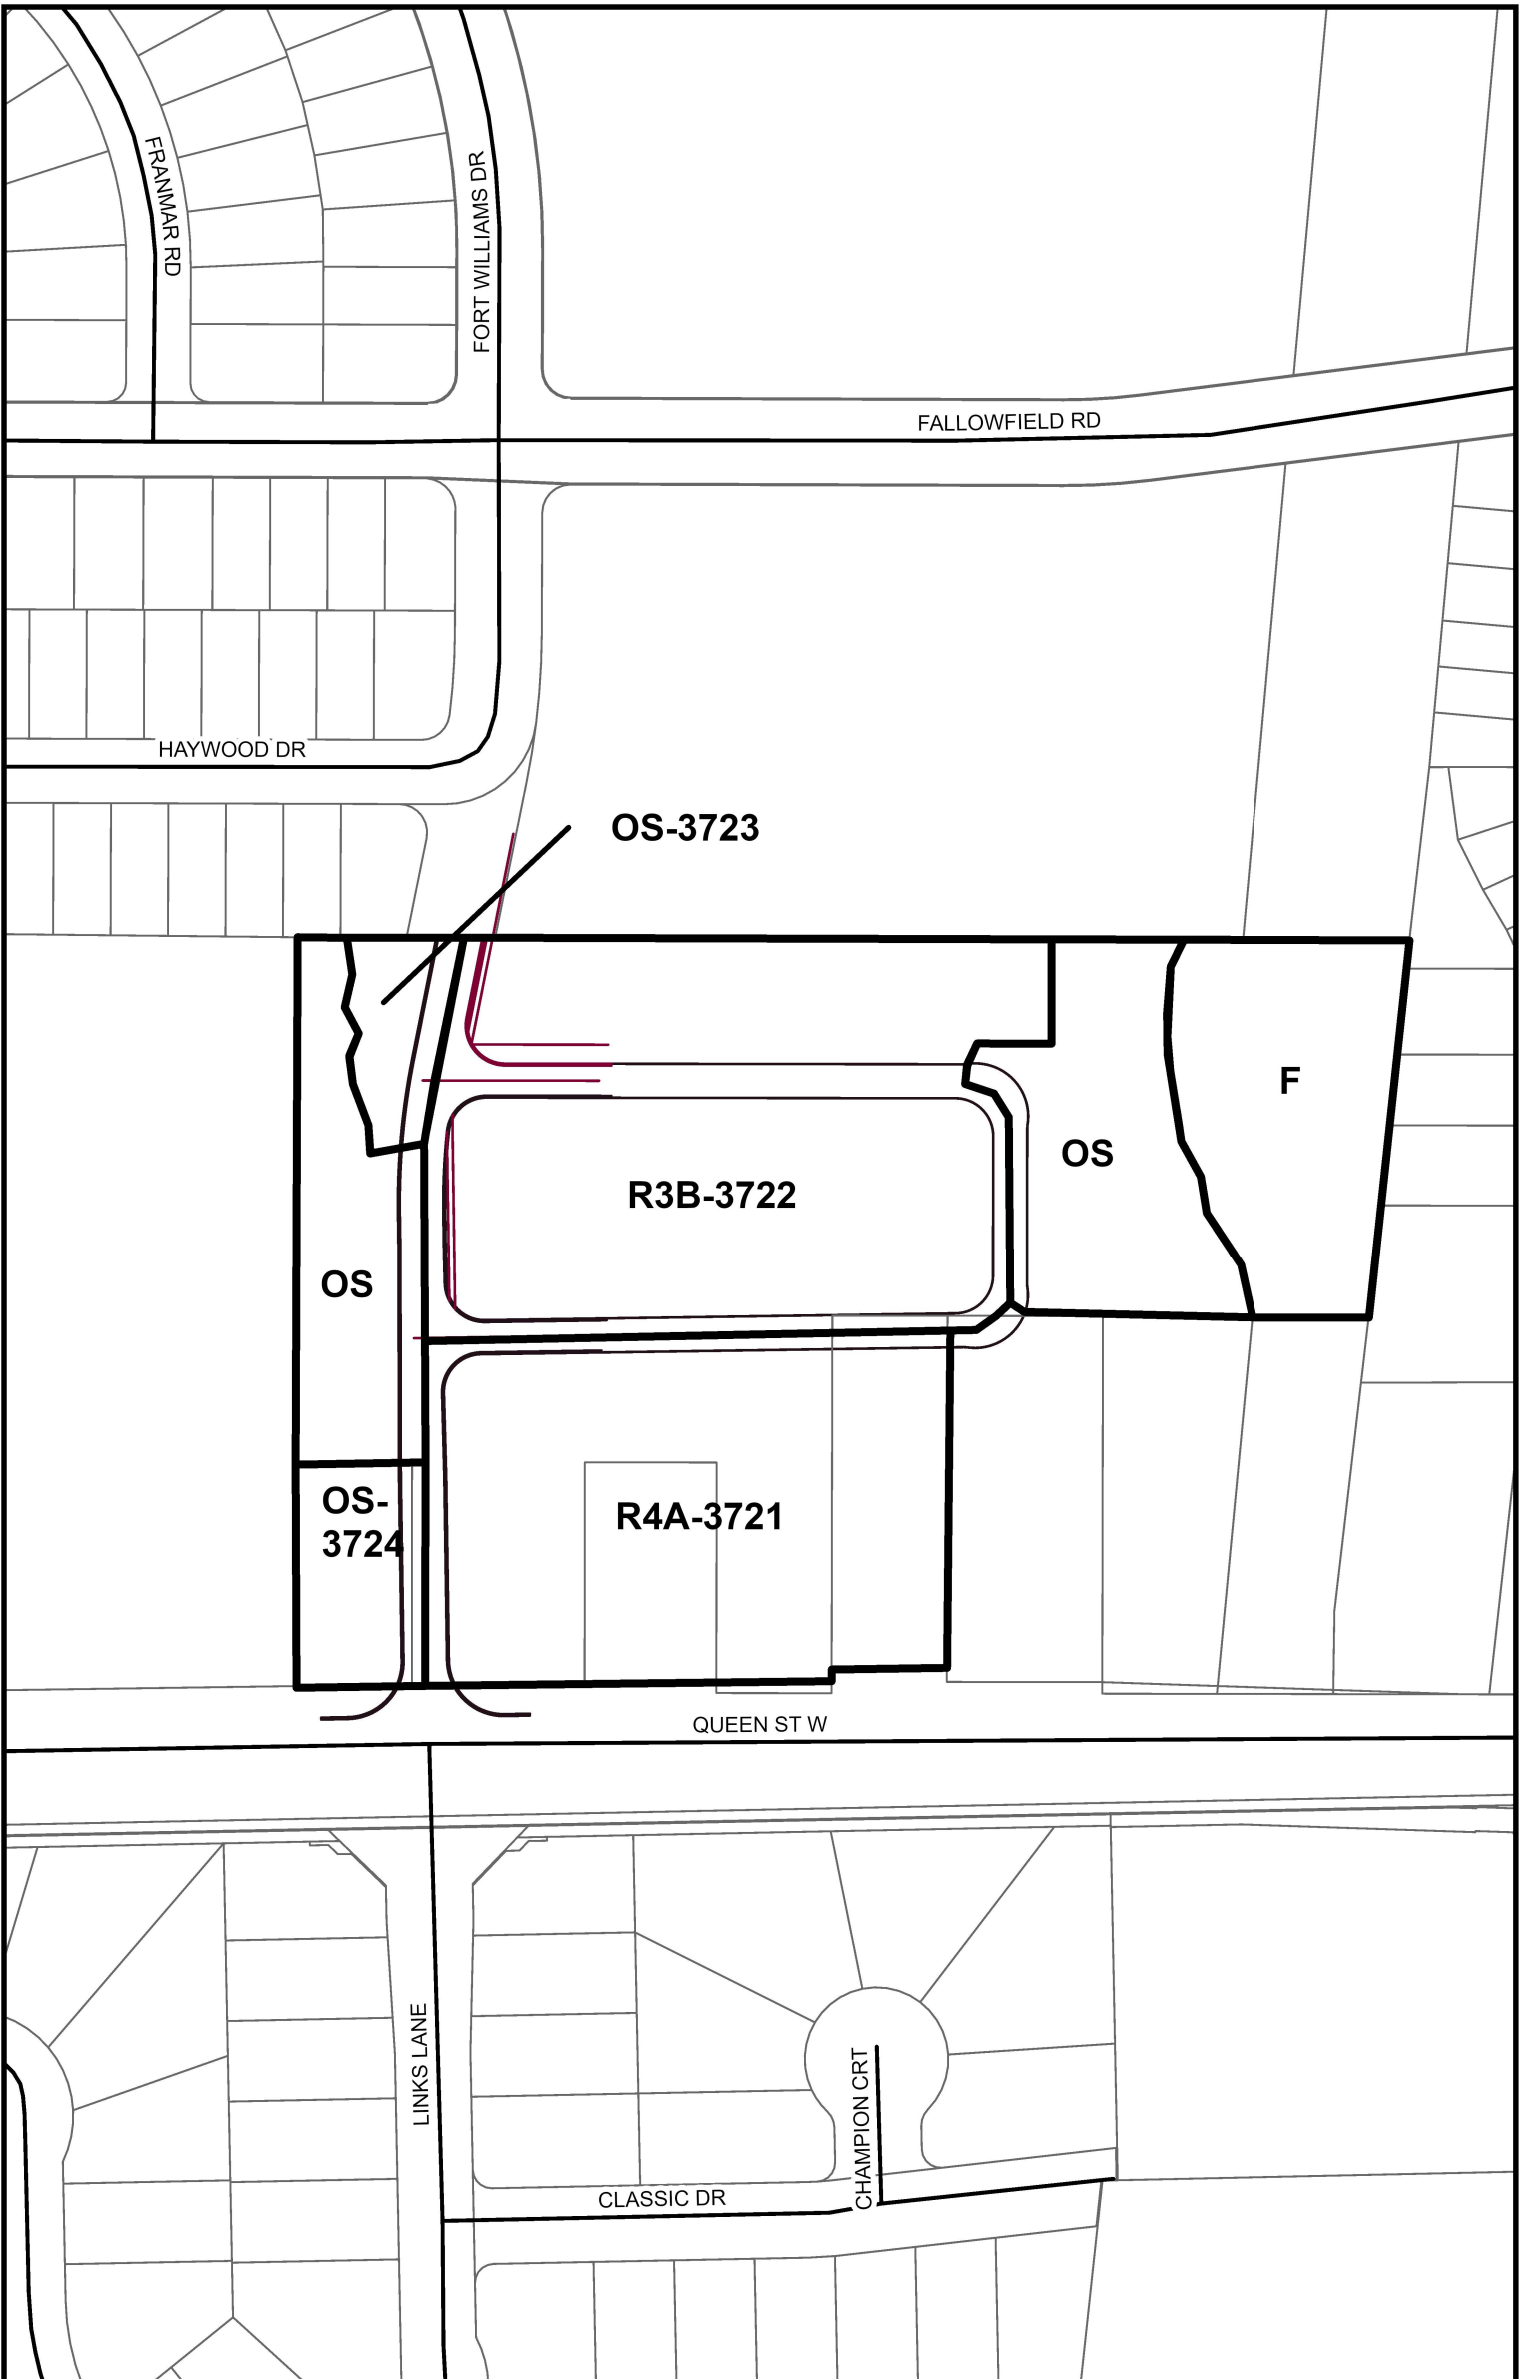 FRANMAR RD
FORT WILLIAMS DR
FALLOWFIELD RD
HAYWOOD DR
OS-3723
F
OS
R3B-3722
OS
OS-
3724
R4A-3721
QUEEN ST W
LINKS LANE
CHAMPION CRT
CLASSIC DR